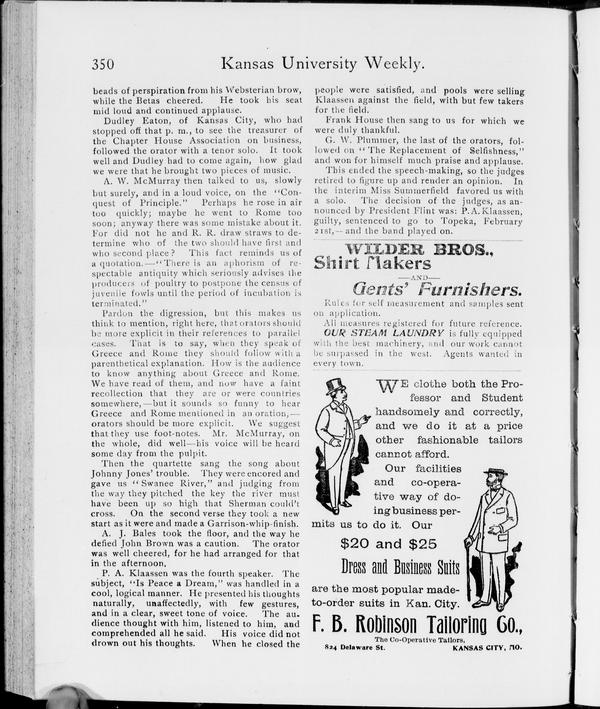 350
Kansas University Weekly.
beads of perspiration from his Websterian brow,
while the Betas cheered. He took his seat
mid loud and continued applause.
Dudley Eaton, of Kansas City, who had
stopped off that p. m., to see the treasurer of
the Chapter House Association on business,
followed the orator with a tenor solo. It took
well and Dudley had to come again, how glad
we were that he brought two pieces of music.
A. W. McMurray then talked to us, slowly
but surely, and in a loud voice, on the "Con-
quest of Principle." Perhaps he rose in air
too quickly; maybe he went to Rome too
soon; anyway there was some mistake about it.
For did not he and R. R. draw straws to de-
termine who of the two should have first and
who second place? This fact reminds us of
a quotation.—"There is an aphorism of re-
spectable antiquity which seriously advises the
producers of poultry to postpone the census of
juvenile fowls until the period of incubation is
terminated."
Pardon the digression, but this makes us
think to mention, right here, that orators should
be more explicit in their references to parallel
cases. That is to say, when they speak of
Greece and Rome they should follow with a
parenthetical explanation. How is the audience
to know anything about Greece and Rome.
We have read of them, and now have a faint
recollection that they are or were countries
somewhere,—but it sounds so funny to hear
Greece and Rome mentioned in an oration,—
orators should be more explicit. We suggest
that they use foot-notes. Mr. McMurray, on
the whole, did well—his voice will be heard
some day from the pulpit.
Then the quartette sang the song about
Johnny Jones' trouble. They were encored and
gave us "Swanee River," and judging from
the way they pitched the key the river must
have been up so high that Sherman could't
cross. On the second verse they took a new
start as it were and made a Garrison-whip-finish.
A. J. Bales took the floor, and the way he
defied John Brown was a caution. The orator
was well cheered, for he had arranged for that
in the afternoon,
P. A. Klaassen was the fourth speaker. The
subject, "Is Peace a Dream," was handled in a
cool, logical manner. He presented his thoughts
naturally, unaffectedly, with few gestures,
and in a clear, sweet tone of voice. The au-
dience thought with him, listened to him, and
comprehended all he said. His voice did not
drown out his thoughts. When he closed the
people were satisfied, and pools were selling
Klaassen against the field, with but few takers
for the field.
Frank House then sang to us for which we
were duly thankful.
G. W. Plummer, the last of the orators, fol-
lowed on "The Replacement of Selfishness,"
and won for himself much praise and applause.
This ended the speech-making, so the judges
retired to figure up and render an opinion. In
the interim Miss Summerfield favored us with
a solo. The decision of the judges, as an-
nounced by President Flint was: P. A. Klaassen,
guilty, sentenced to go to Topeka, February
21st,—and the band played on.
WILDER BROS.,
Shirt Makers
—AND—
Gents' Furnishers.
Rules for self measurement and samples sent
on application.
All measures registered for future reference.
OUR STEAM LAUNDRY is fully equipped
with the best machinery, and our work cannot
be surpassed in the west. Agents wanted in
every town.
WE clothe both the Pro-
fessor and Student
handsomely and correctly,
and we do it at a price
other fashionable tailors
cannot afford.
Our facilities
and co-opera-
tive way of do-
ing business per-
mits us to do it. Our
$20 and $25
Dress and Business Suits
are the most popular made-
to-order suits in Kan. City.
F. B. Robinson Tailoring Co.,
The Co-Operative Tailors,
824 Delaware St. KANSAS CITY, MO.